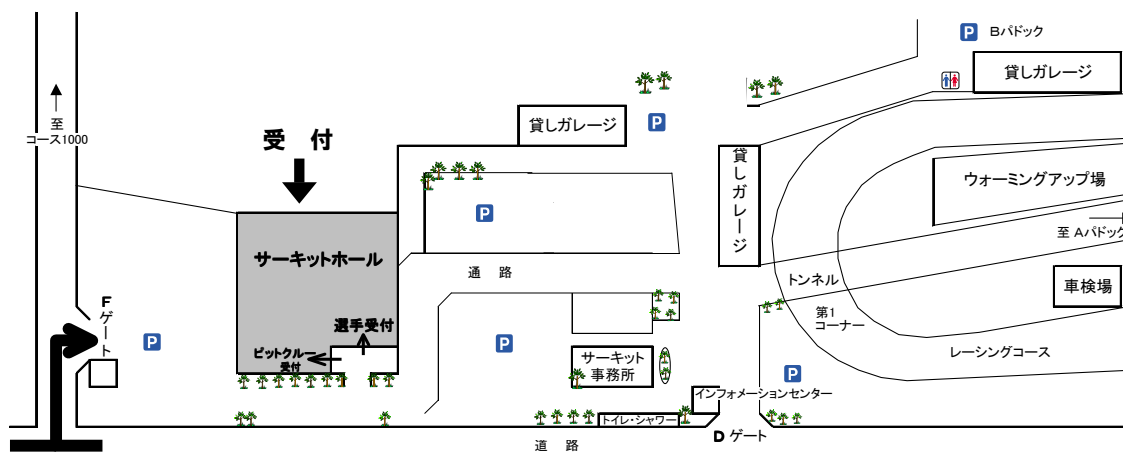 P
Bパドック
貸しガレージ
至
コース1000
受 付
貸しガレージ
P
貸しガレージ
ウォーミングアップ場
P
至 Aパドック
サーキットホール
通 路
トンネル
車検場
Fゲート
P
選手受付
ピットクルー
受付
P
サーキット
事務所
第1
コーナー
レーシングコース
P
インフォメーションセンター
トイレ・シャワー
D ゲート
道 路